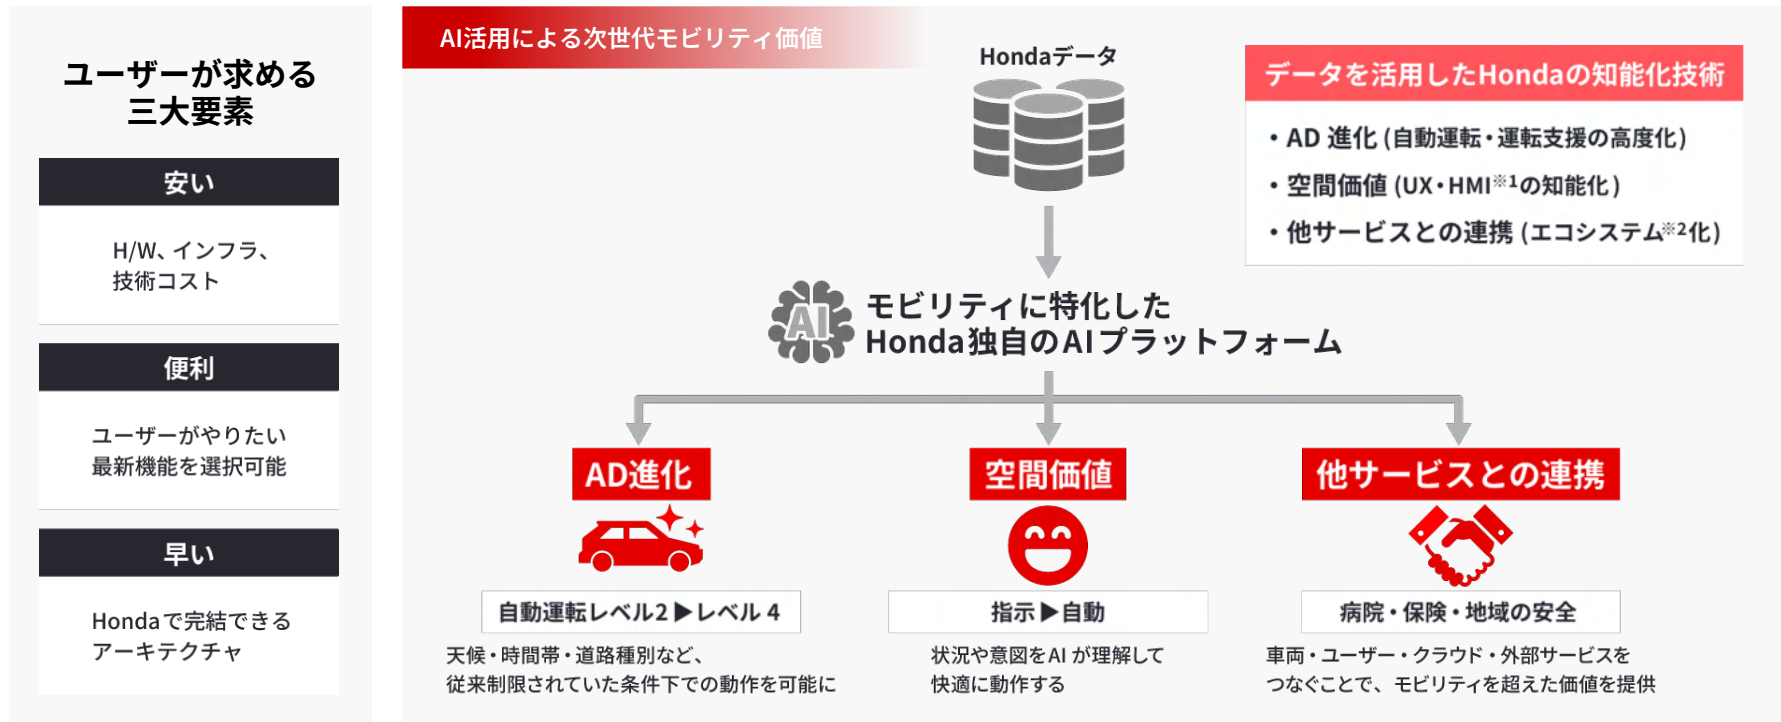 ユーザーが求める
三大要素
安い
H/W、インフラ、
技術コスト
便利
ユーザーがやりたい
最新機能を選択可能
早い
Hondaで完結できる
アーキテクチャ
AI活用による次世代モビリティ価値
Hondaデータ
データを活用したHondaの知能化技術
・AD 進化 (自動運転・運転支援の高度化)
・空間価値 (UX・HMI※1の知能化)
・他サービスとの連携 (エコシステム※2化)
AI
モビリティに特化した
Honda独自のAIプラットフォーム
AD進化
自動運転レベル2▶レベル 4
天候・時間帯・道路種別など、
従来制限されていた条件下での動作を可能に
空間価値
指示▶自動
状況や意図をAI が理解して
快適に動作する
他サービスとの連携
病院・保険・地域の安全
車両・ユーザー・クラウド・外部サービスを
つなぐことで、モビリティを超えた価値を提供